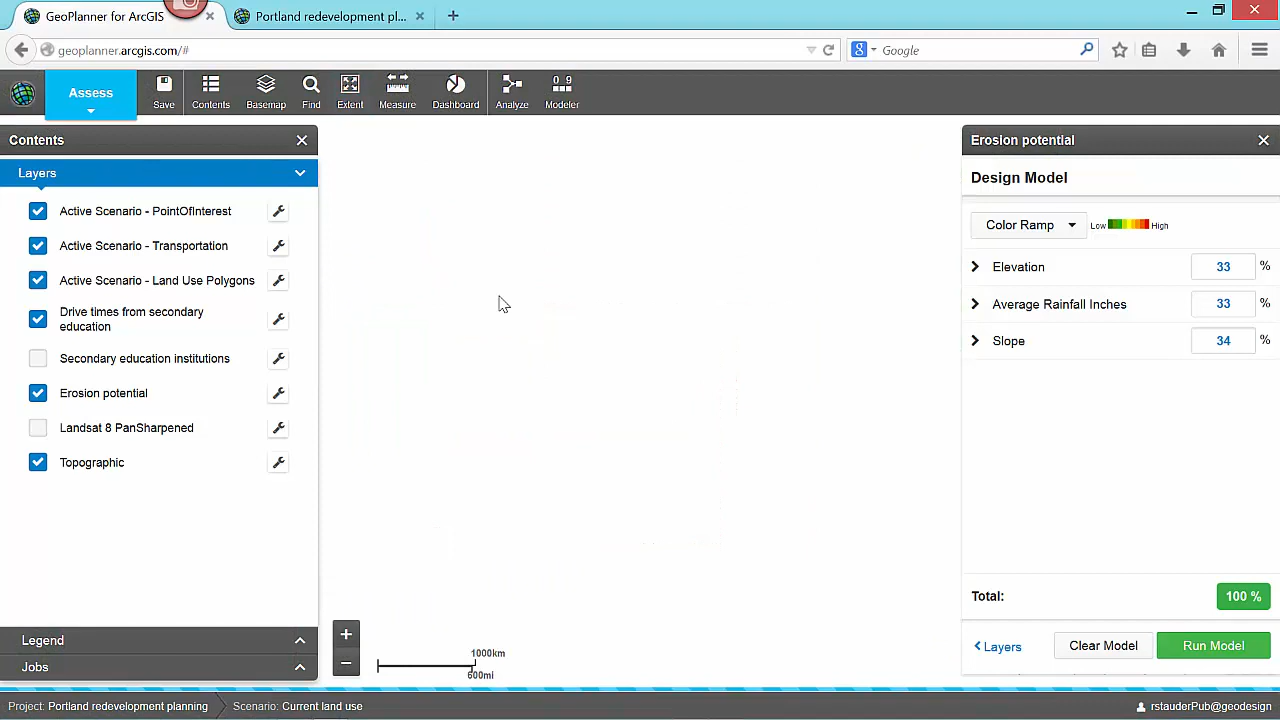 GeoPlanner for ArcGIS
Portland redevelopment pl...
geoplanner.arcgis.com/#
Google
Assess
Save
Contents
Basemap
Find
Extent
Measure
Dashboard
Analyze
Modeler
Contents
Layers
Active Scenario - PointOfInterest
Active Scenario - Transportation
Active Scenario - Land Use Polygons
Drive times from secondary
education
Secondary education institutions
Erosion potential
Landsat 8 PanSharpened
Topographic
Legend
Jobs
1000km
600mi
Erosion potential
Design Model
Color Ramp
Low
High
Elevation 33 %
Average Rainfall Inches 33 %
Slope 34 %
Total: 100 %
Layers
Clear Model
Run Model
Project: Portland redevelopment planning
Scenario: Current land use
rstauderPub@geodesign